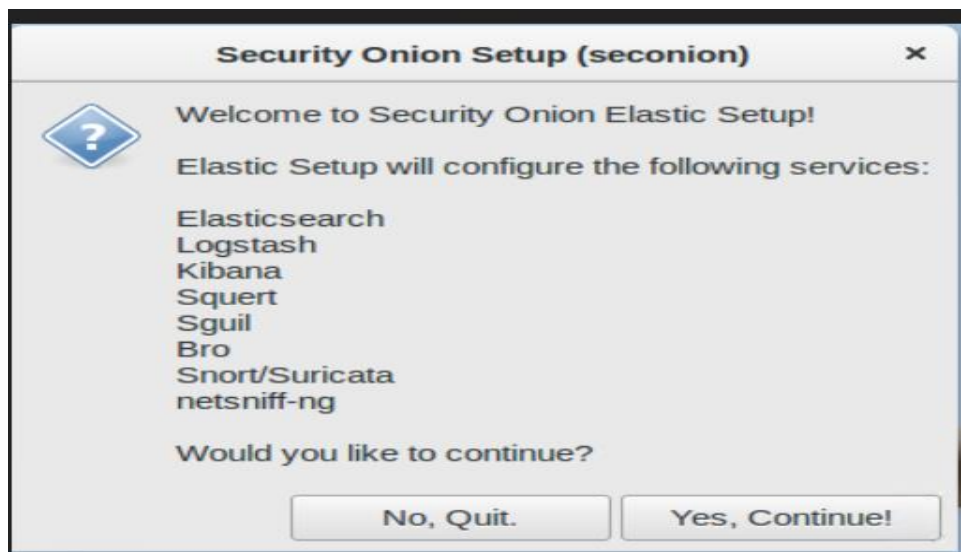 Security Onion Setup (seconion)
Welcome to Security Onion Elastic Setup!
Elastic Setup will configure the following services:
Elasticsearch
Logstash
Kibana
Squert
Sguil
Bro
Snort/Suricata
netsniff-ng
Would you like to continue?
No, Quit.
Yes, Continue!